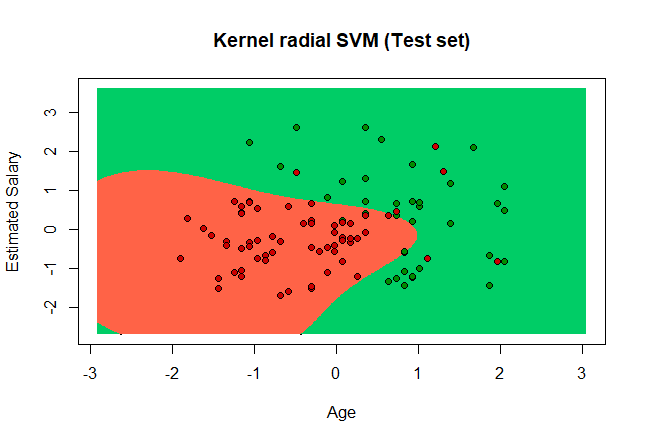 Kernel radial SVM (Test set)
Estimated Salary
3
2
1
0
-1
-2
-3 -2 -1 0 1 2 3
Age